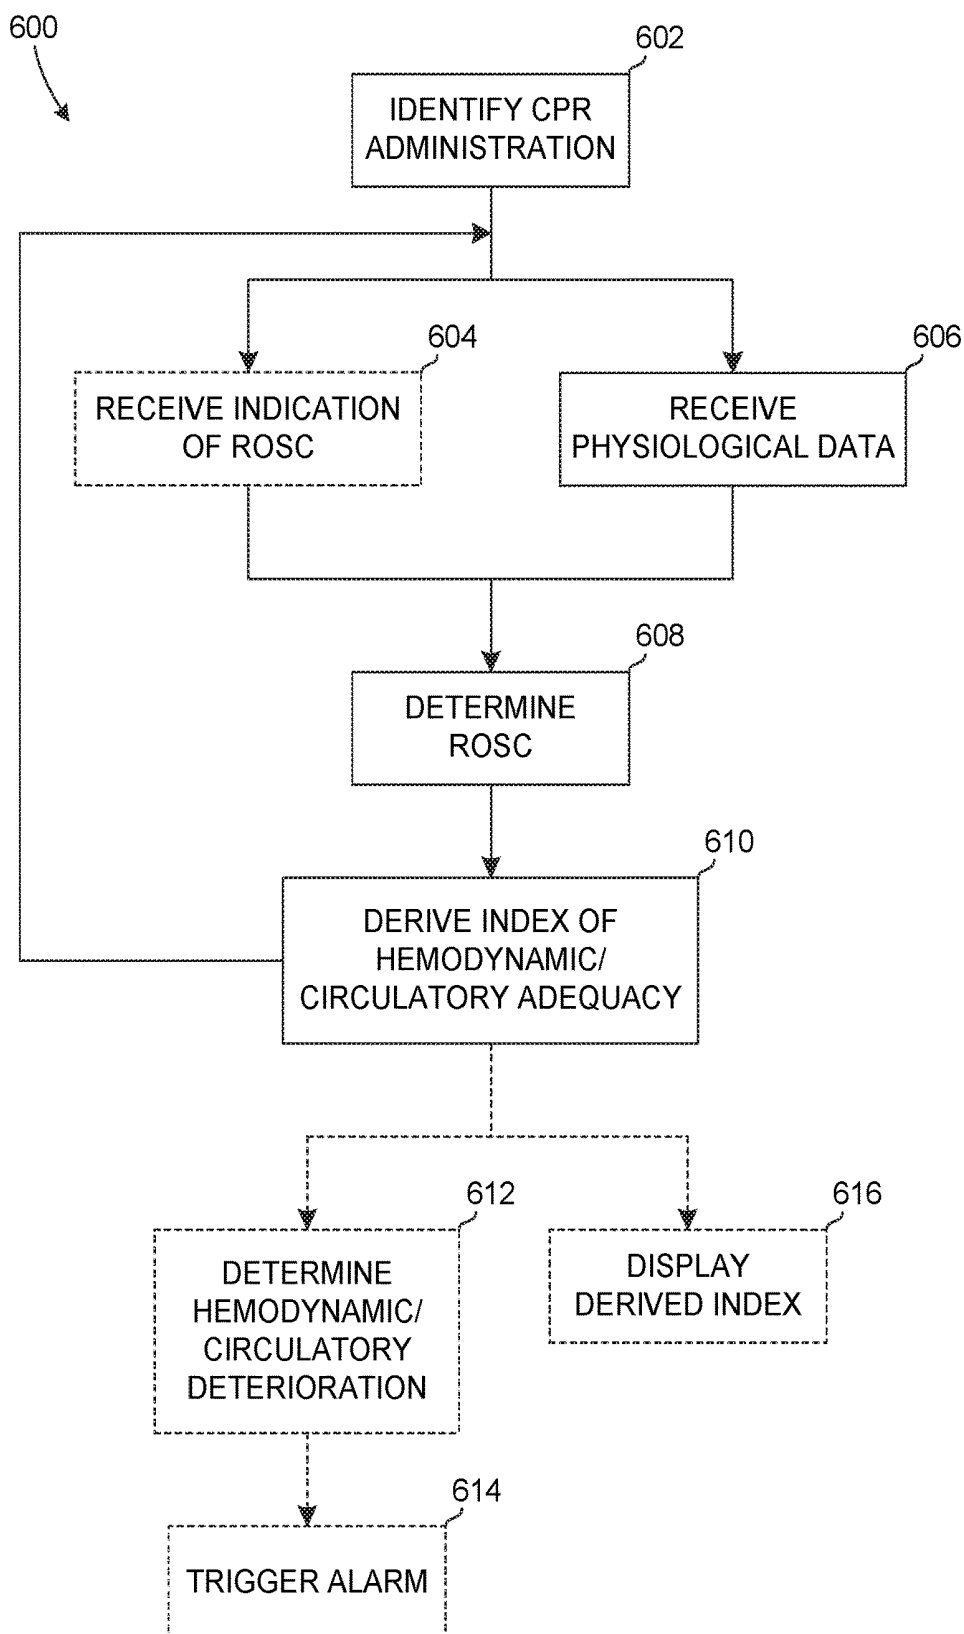 600
602
IDENTIFY CPR
ADMINISTRATION
604
RECEIVE INDICATION
OF ROSC
606
RECEIVE
PHYSIOLOGICAL DATA
608
DETERMINE
ROSC
610
DERIVE INDEX OF
HEMODYNAMIC/
CIRCULATORY ADEQUACY
612
DETERMINE
HEMODYNAMIC/
CIRCULATORY
DETERIORATION
616
DISPLAY
DERIVED INDEX
614
TRIGGER ALARM